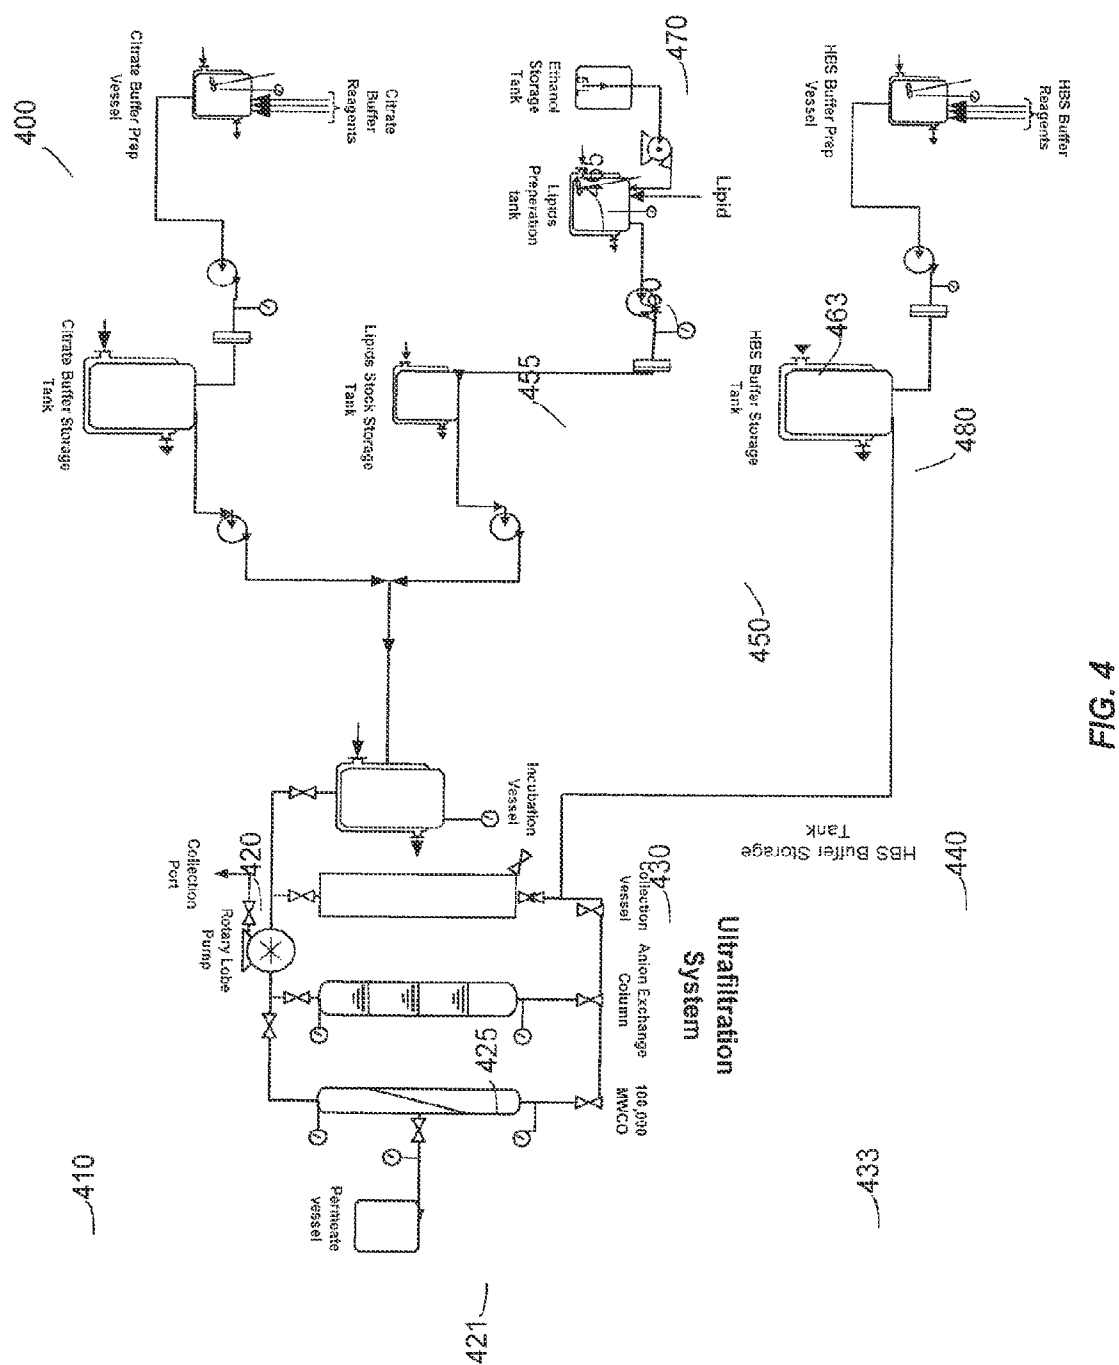 400
Citrate Buffer Prep
Vessel
Citrate
Buffer
Reagents
Ethanol
Storage
Tank
470
HBS Buffer Prep
Vessel
HBS Buffer
Reagents
Lipids
Preparation
tank
465
Lipid
460
Citrate Buffer Storage
Tank
Lipids Stock Storage
Tank
455
HBS Buffer Storage
Tank
463
480
450
FIG. 4
Incubation
Vessel
HBS Buffer Storage
Tank
440
Collection
Port
420
Rotary Lobe
Pump
Collection
Vessel
430
Anion Exchange
Column
Ultrafiltration
system
425
100,000
MWCO
410
Permeate
vessel
433
421